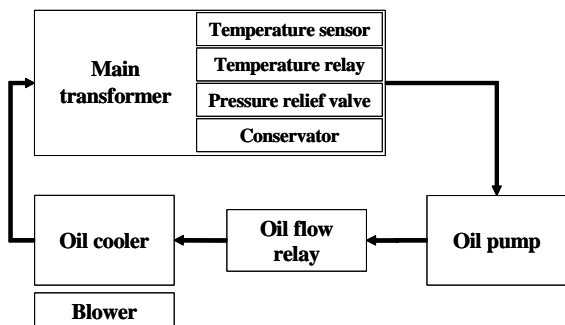 Main
transformer
Temperature sensor
Temperature relay
Pressure relief valve
Conservator
Oil cooler
Oil flow
relay
Oil pump
Blower